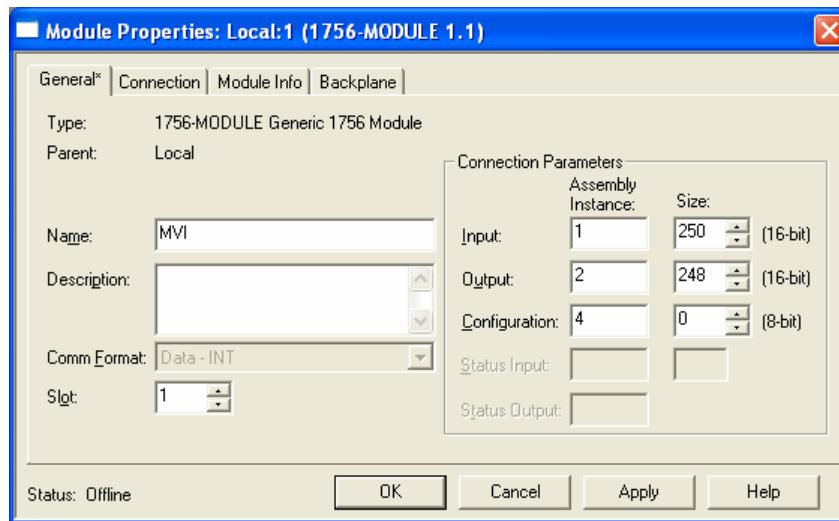 Module Properties: Local:1 (1756-MODULE 1.1)
General* Connection Module Info Backplane
Type: 1756-MODULE Generic 1756 Module
Parent: Local
Connection Parameters
Assembly Instance: Size:
Name: MVI
Input: 1 250 (16-bit)
Description:
Output: 2 248 (16-bit)
Configuration: 4 0 (8-bit)
Comm Format: Data - INT
Status Input:
Slot: 1
Status Output:
Status: Offline
OK Cancel Apply Help